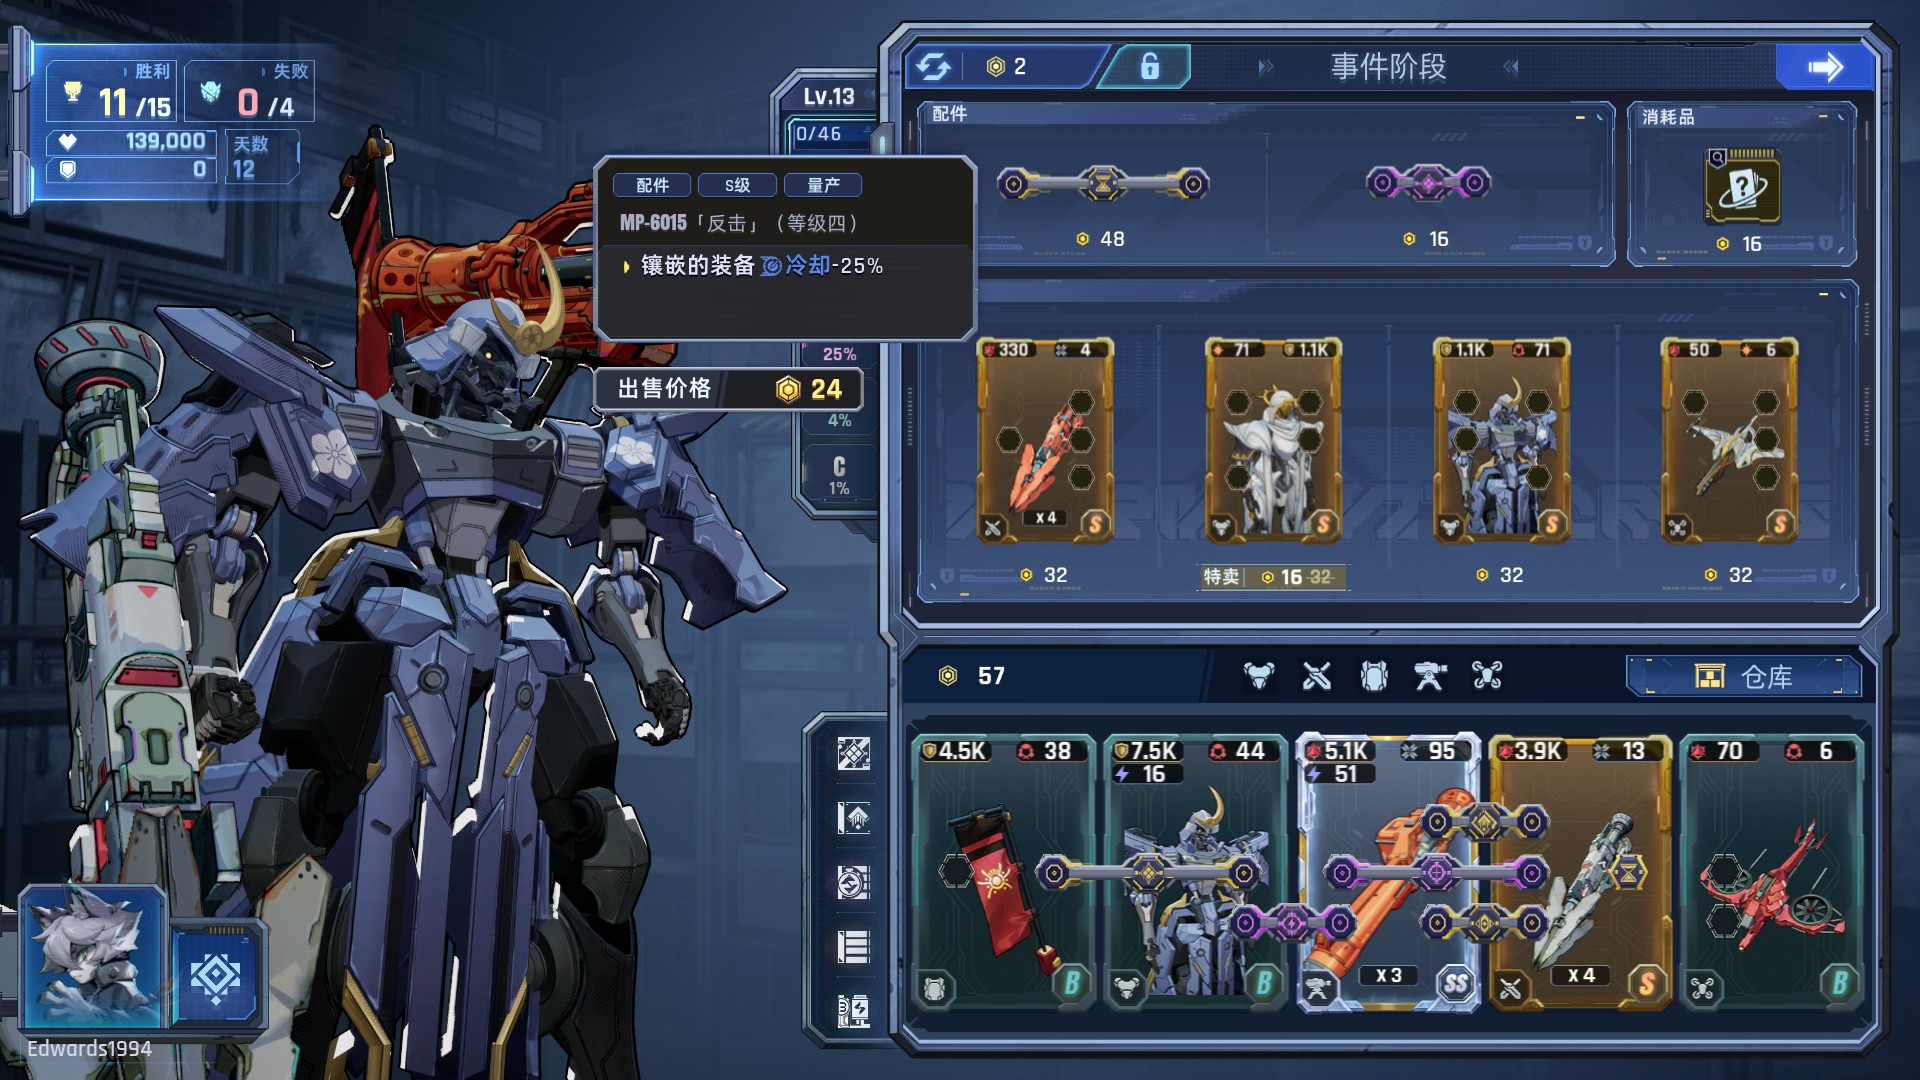 胜利
11/15
失败
0/4
139,000
0
天数
12
Lv.13
0/46
配件
S级
量产
MP-6015「反击」(等级四)
镶嵌的装备冷却-25%
25%
出售价格
24
4%
C
1%
2
事件阶段
配件
48
16
消耗品
16
330
4
x4
S
32
71
1.1K
S
特卖
16
32
1.1K
71
S
32
50
6
S
32
57
仓库
4.5K
38
B
7.5K
44
16
B
5.1K
95
51
x3
SS
3.9K
13
x4
S
70
6
B
Edwards1994